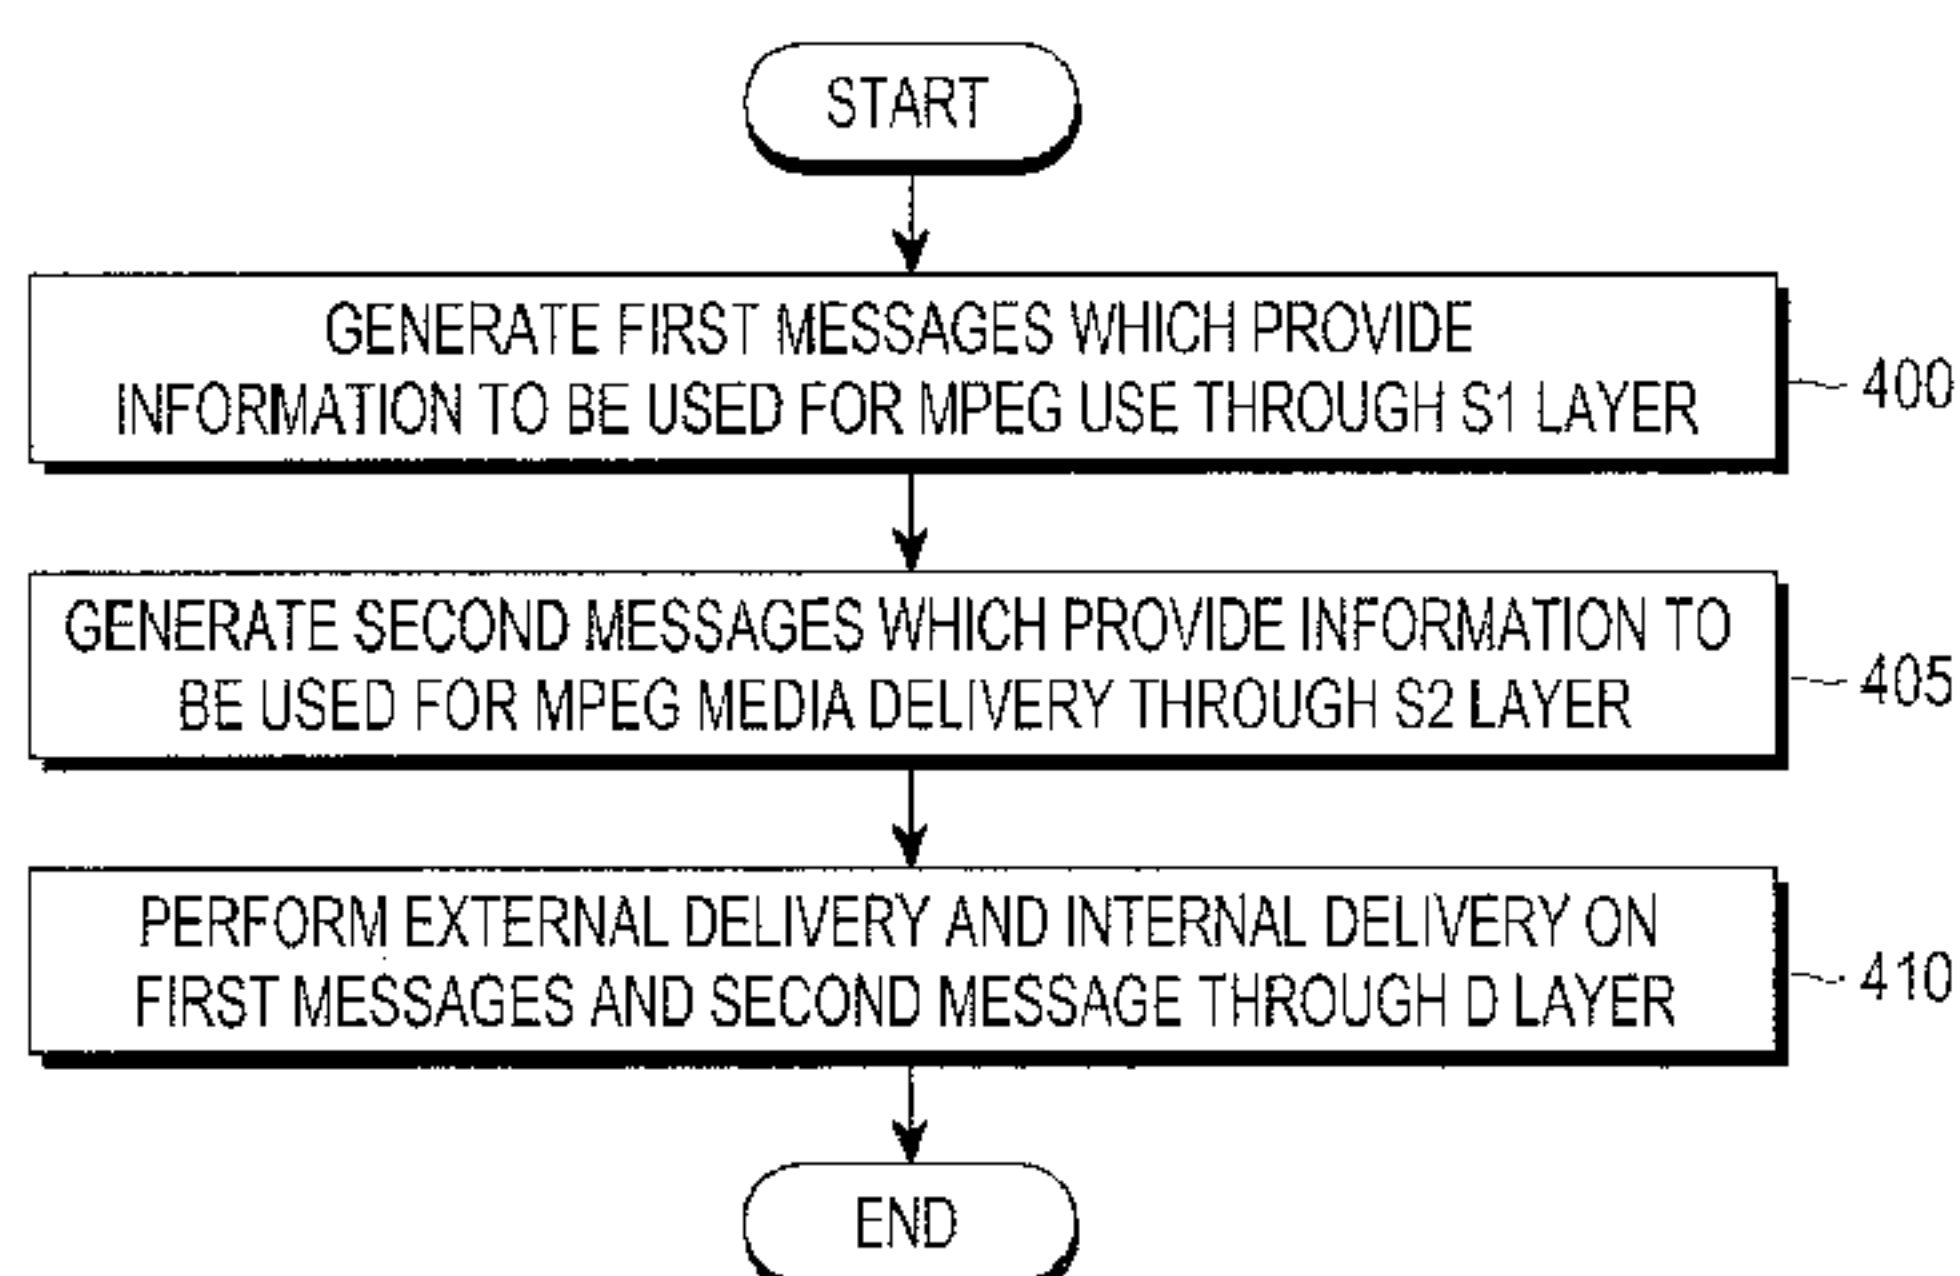 START
GENERATE FIRST MESSAGES WHICH PROVIDE
INFORMATION TO BE USED FOR MPEG USE THROUGH S1 LAYER
400
GENERATE SECOND MESSAGES WHICH PROVIDE INFORMATION TO
BE USED FOR MPEG MEDIA DELIVERY THROUGH S2 LAYER
405
PERFORM EXTERNAL DELIVERY AND INTERNAL DELIVERY ON
FIRST MESSAGES AND SECOND MESSAGE THROUGH D LAYER
410
END